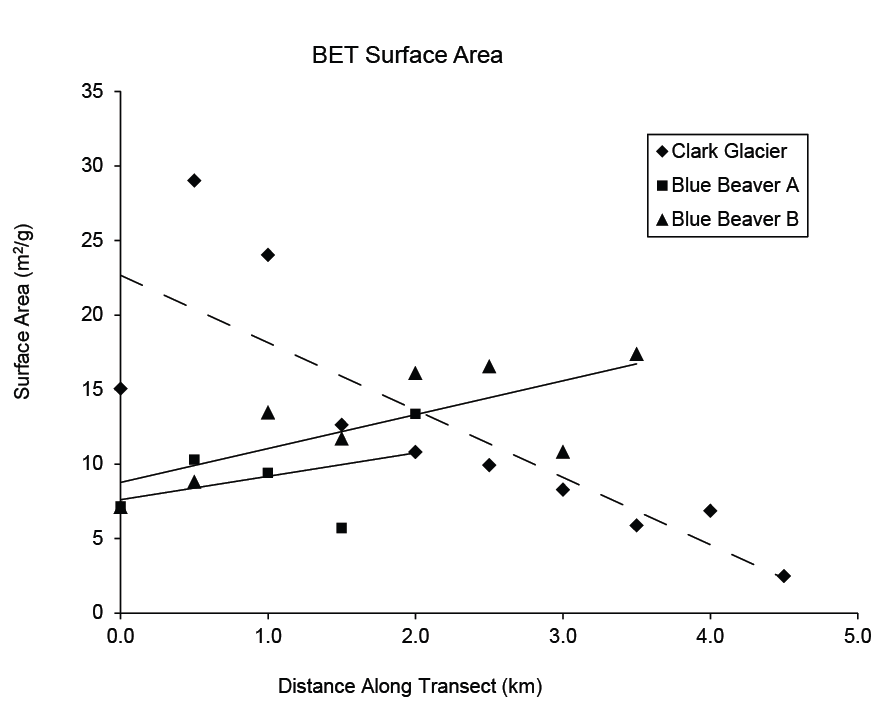 BET Surface Area
35
30
25
20
15
10
5
0
Surface Area (m²/g)
Clark Glacier
Blue Beaver A
Blue Beaver B
0.0 1.0 2.0 3.0 4.0 5.0
Distance Along Transect (km)